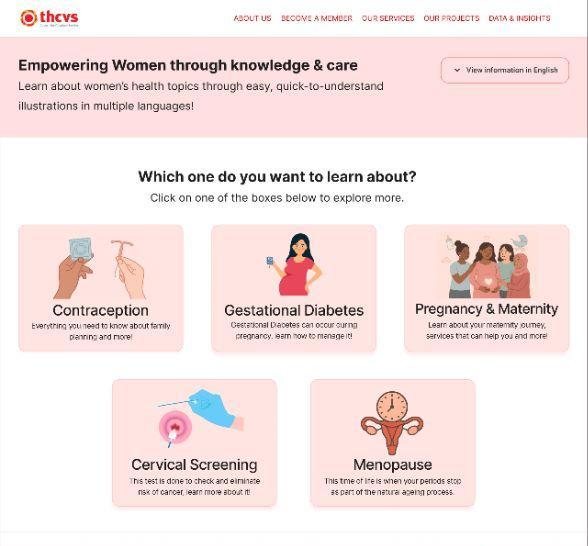 thcvs
ABOUT US BECOME A MEMBER OUR SERVICES OUR PROJECTS DATA & INSIGHTS
Empowering Women through knowledge & care
Learn about women's health topics through easy, quick-to-understand
illustrations in multiple languages!
View information in English
Which one do you want to learn about?
Click on one of the boxes below to explore more.
Contraception
Everything you need to know about family
planning and more!
Gestational Diabetes
Gestational Diabetes can occur during
pregnancy, learn how to manage it!
Pregnancy & Maternity
Learn about your maternity journey,
services that can help you and more!
Cervical Screening
This test is done to check and eliminate
risk of cancer, learn more about it!
Menopause
This time of life is when your periods stop
as part of the natural ageing process.